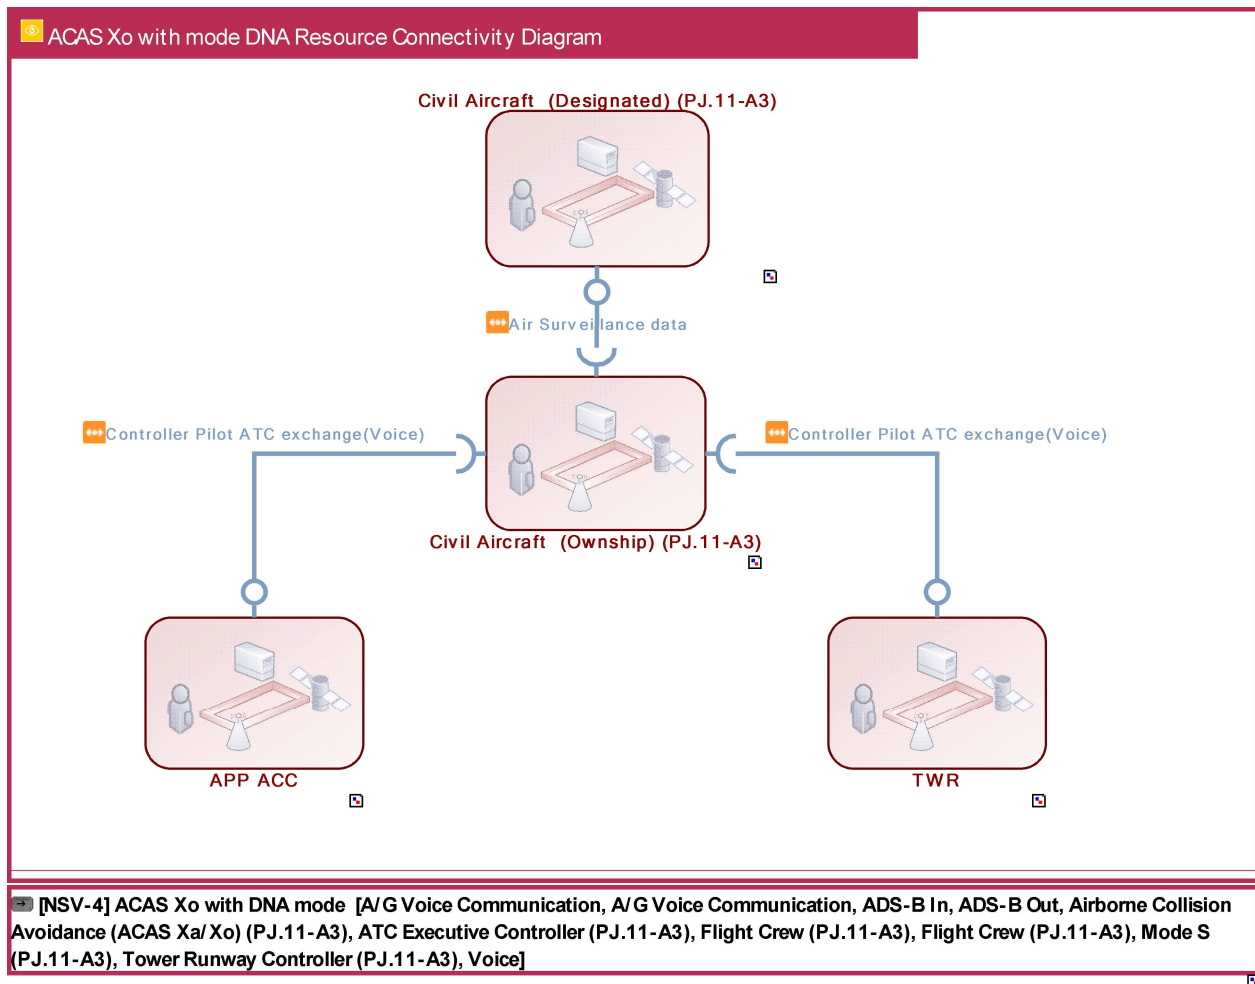 ACAS Xo with mode DNA Resource Connectivity Diagram
Civil Aircraft (Designated) (PJ.11-A3)
Air Surveillance data
Controller Pilot ATC exchange(Voice)
Controller Pilot ATC exchange(Voice)
Civil Aircraft (Ownship) (PJ.11-A3)
APP ACC
TWR
[NSV-4] ACAS Xo with DNA mode [A/G Voice Communication, A/G Voice Communication, ADS-B In, ADS-B Out, Airborne Collision
Avoidance (ACAS Xa/Xo) (PJ.11-A3), ATC Executive Controller (PJ.11-A3), Flight Crew (PJ.11-A3), Flight Crew (PJ.11-A3), Mode S
(PJ.11-A3), Tower Runway Controller (PJ.11-A3), Voice]